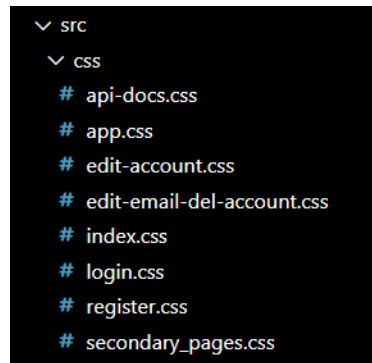 src
css
# api-docs.css
# app.css
# edit-account.css
# edit-email-del-account.css
# index.css
# login.css
# register.css
# secondary_pages.css